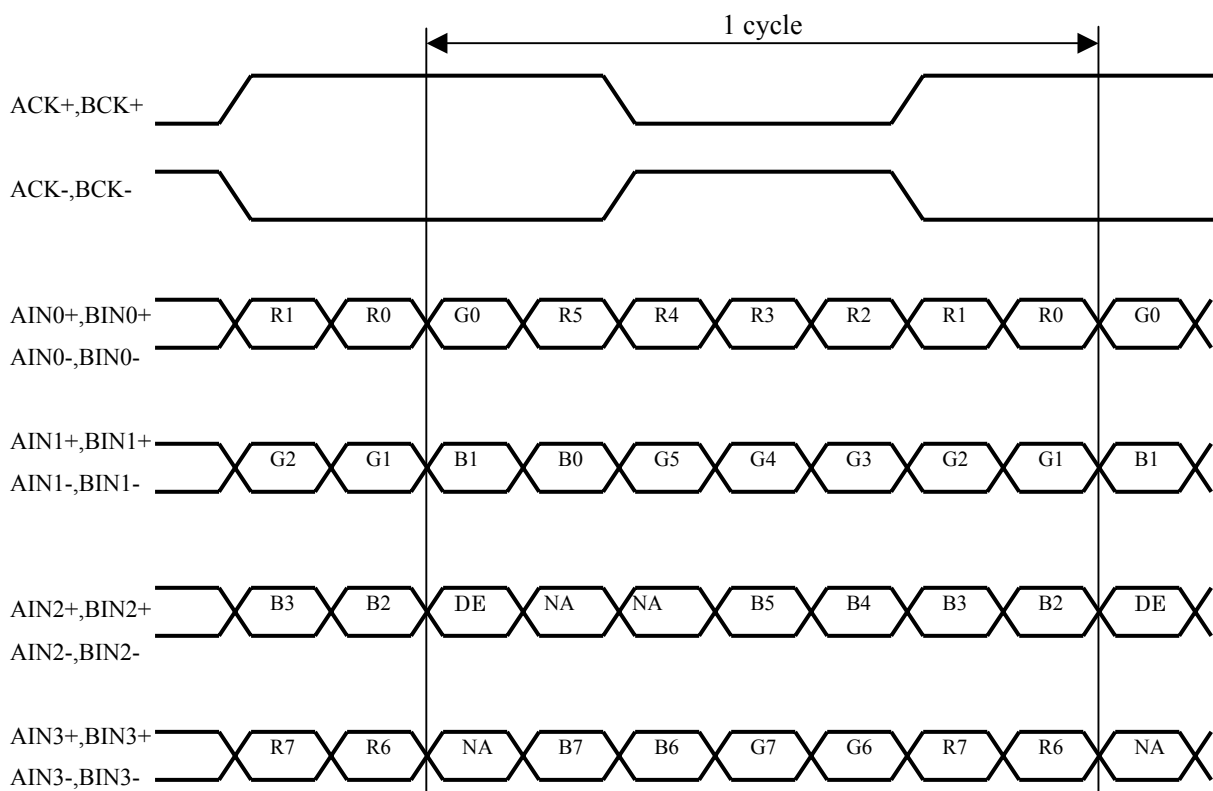 1 cycle
ACK+,BCK+
ACK-,BCK-
AIN0+,BIN0+
R1 R0 G0 R5 R4 R3 R2 R1 R0 G0
AIN0-,BIN0-
AIN1+,BIN1+
G2 G1 B1 B0 G5 G4 G3 G2 G1 B1
AIN1-,BIN1-
AIN2+,BIN2+
B3 B2 DE NA NA B5 B4 B3 B2 DE
AIN2-,BIN2-
AIN3+,BIN3+
R7 R6 NA B7 B6 G7 G6 R7 R6 NA
AIN3-,BIN3-